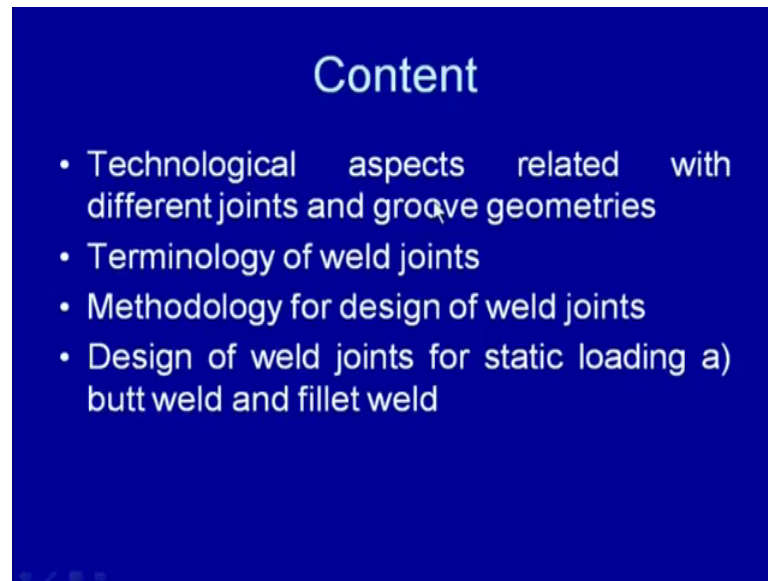 Content
• Technological aspects related with
different joints and groove geometries
• Terminology of weld joints
• Methodology for design of weld joints
• Design of weld joints for static loading a)
butt weld and fillet weld